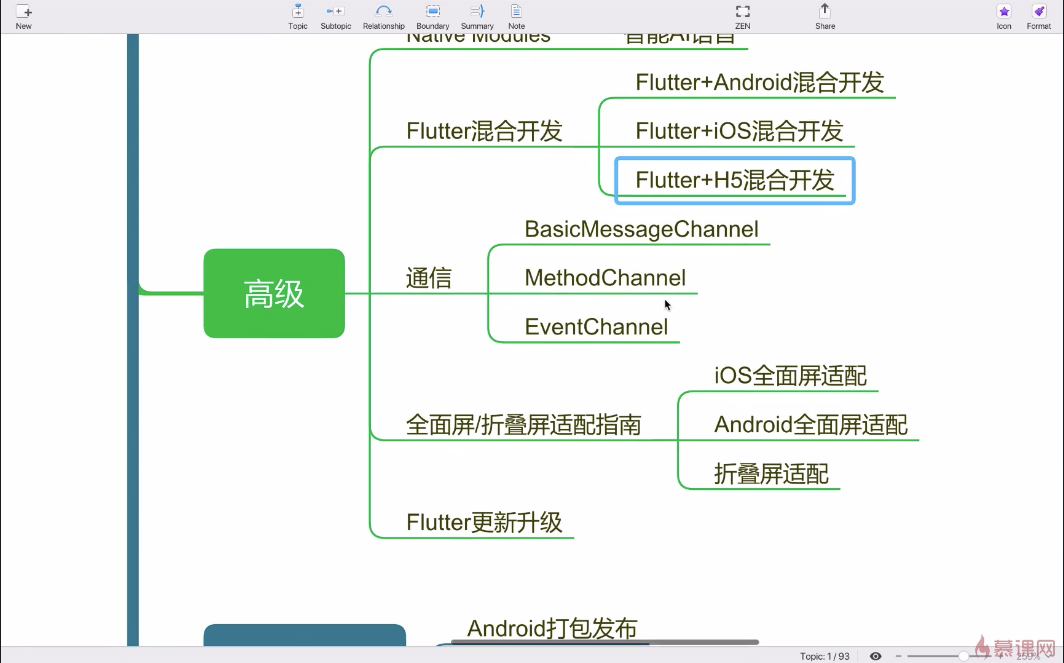 New
Topic
Subtopic
Relationship
Boundary
Summary
Note
ZEN
Share
Icon
Format
Native Modules
智能AI语音
Flutter+Android混合开发
Flutter混合开发
Flutter+iOS混合开发
Flutter+H5混合开发
BasicMessageChannel
通信
MethodChannel
高级
EventChannel
iOS全面屏适配
全面屏/折叠屏适配指南
Android全面屏适配
折叠屏适配
Flutter更新升级
Android打包发布
Topic: 1 / 93
慕课网